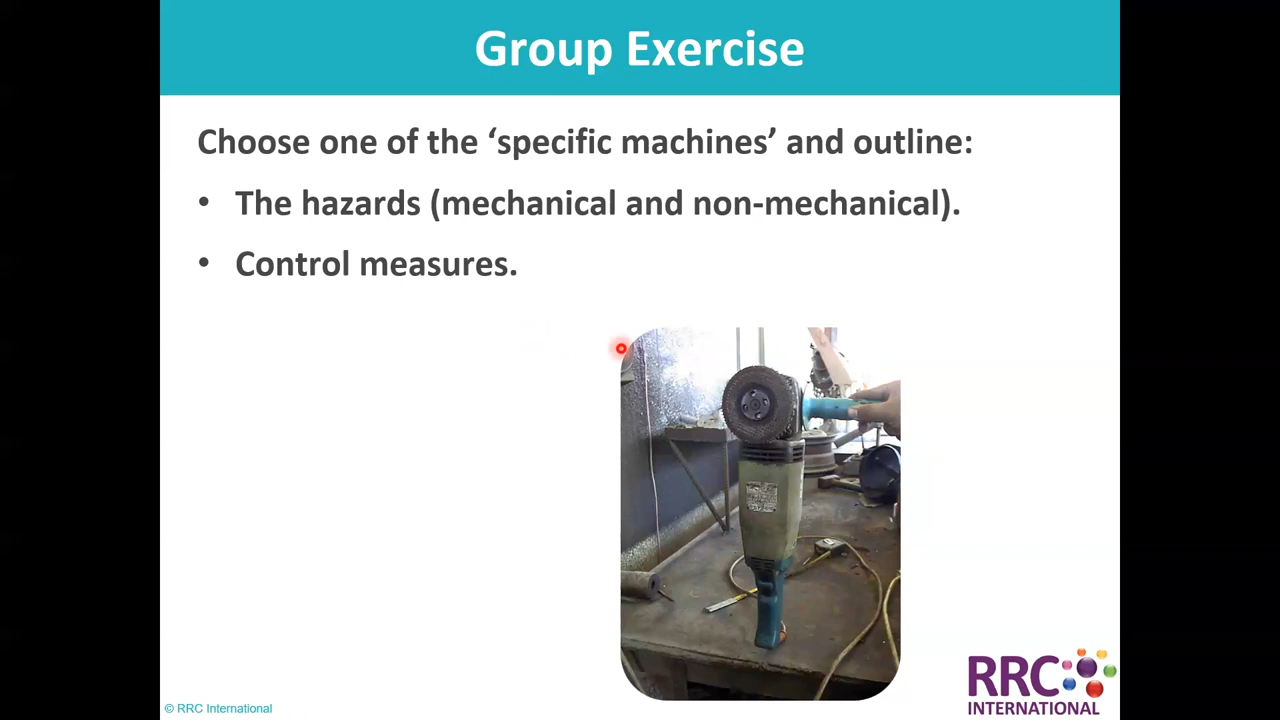 Group Exercise
Choose one of the ‘specific machines’ and outline:
• The hazards (mechanical and non-mechanical).
• Control measures.
RRC
INTERNATIONAL
© RRC International